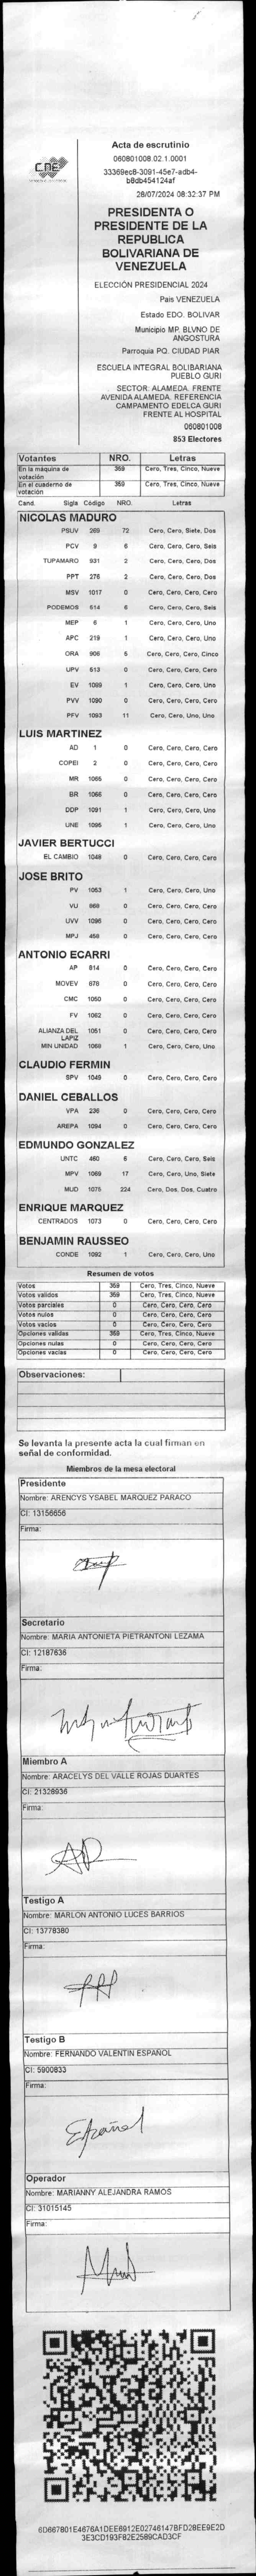 CNE
Acta de escrutinio
060801008.02.1.0001
33369ec8-3091-45e7-adb4-
b8db454124af
28/07/2024 08:32:37 PM
PRESIDENTA O
PRESIDENTE DE LA
REPUBLICA
BOLIVARIANA DE
VENEZUELA
ELECCIÓN PRESIDENCIAL 2024
Pais VENEZUELA
Estado EDO. BOLIVAR
Municipio MP. BLVNO DE
ANGOSTURA
Parroquia PQ. CIUDAD PIAR
ESCUELA INTEGRAL BOLIBARIANA
PUEBLO GURI
SECTOR: ALAMEDA. FRENTE
AVENIDA ALAMEDA. REFERENCIA
CAMPAMENTO EDELCA GURI
FRENTE AL HOSPITAL
060801008
853 Electores
Votantes NRO. Letras
En la máquina de votación 359 Cero, Tres, Cinco, Nueve
En el cuaderno de votación 359 Cero, Tres, Cinco, Nueve
Cand. Sigla Código NRO. Letras
NICOLAS MADURO
PSUV 269 72 Cero, Cero, Siete, Dos
PCV 9 6 Cero, Cero, Cero, Seis
TUPAMARO 931 2 Cero, Cero, Cero, Dos
PPT 276 2 Cero, Cero, Cero, Dos
MSV 1017 0 Cero, Cero, Cero, Cero
PODEMOS 514 6 Cero, Cero, Cero, Seis
MEP 6 1 Cero, Cero, Cero, Uno
APC 219 1 Cero, Cero, Cero, Uno
ORA 906 5 Cero, Cero, Cero, Cinco
UPV 513 0 Cero, Cero, Cero, Cero
EV 1089 1 Cero, Cero, Cero, Uno
PVV 1090 0 Cero, Cero, Cero, Cero
PFV 1093 11 Cero, Cero, Uno, Uno
LUIS MARTINEZ
AD 1 0 Cero, Cero, Cero, Cero
COPEI 2 0 Cero, Cero, Cero, Cero
MR 1065 0 Cero, Cero, Cero, Cero
BR 1066 0 Cero, Cero, Cero, Cero
DDP 1091 1 Cero, Cero, Cero, Uno
UNE 1095 1 Cero, Cero, Cero, Uno
JAVIER BERTUCCI
EL CAMBIO 1048 0 Cero, Cero, Cero, Cero
JOSE BRITO
PV 1053 1 Cero, Cero, Cero, Uno
VU 868 0 Cero, Cero, Cero, Cero
UVV 1096 0 Cero, Cero, Cero, Cero
MPJ 458 0 Cero, Cero, Cero, Cero
ANTONIO ECARRI
AP 814 0 Cero, Cero, Cero, Cero
MOVEV 876 0 Cero, Cero, Cero, Cero
CMC 1050 0 Cero, Cero, Cero, Cero
FV 1062 0 Cero, Cero, Cero, Cero
ALIANZA DEL LAPIZ 1051 0 Cero, Cero, Cero, Cero
MIN UNIDAD 1068 1 Cero, Cero, Cero, Uno
CLAUDIO FERMIN
SPV 1049 0 Cero, Cero, Cero, Cero
DANIEL CEBALLOS
VPA 236 0 Cero, Cero, Cero, Cero
AREPA 1094 0 Cero, Cero, Cero, Cero
EDMUNDO GONZALEZ
UNTC 460 6 Cero, Cero, Cero, Seis
MPV 1069 17 Cero, Cero, Uno, Siete
MUD 1075 224 Cero, Dos, Dos, Cuatro
ENRIQUE MARQUEZ
CENTRADOS 1073 0 Cero, Cero, Cero, Cero
BENJAMIN RAUSSEO
CONDE 1092 1 Cero, Cero, Cero, Uno
Resumen de votos
Votos 359 Cero, Tres, Cinco, Nueve
Votos validos 359 Cero, Tres, Cinco, Nueve
Votos parciales 0 Cero, Cero, Cero, Cero
Votos nulos 0 Cero, Cero, Cero, Cero
Votos vacios 0 Cero, Cero, Cero, Cero
Opciones validas 359 Cero, Tres, Cinco, Nueve
Opciones nulas 0 Cero, Cero, Cero, Cero
Opciones vacias 0 Cero, Cero, Cero, Cero
Observaciones:
Se levanta la presente acta la cual firman en
señal de conformidad.
Miembros de la mesa electoral
Presidente
Nombre: ARENCYS YSABEL MARQUEZ PARACO
CI: 13156656
Firma:
Secretario
Nombre: MARIA ANTONIETA PIETRANTONI LEZAMA
CI: 12187636
Firma:
Miembro A
Nombre: ARACELYS DEL VALLE ROJAS DUARTES
CI: 21326936
Firma:
Testigo A
Nombre: MARLON ANTONIO LUCES BARRIOS
CI: 13778380
Firma:
Testigo B
Nombre: FERNANDO VALENTIN ESPAÑOL
CI: 5900833
Firma:
Español
Operador
Nombre: MARIANNY ALEJANDRA RAMOS
CI: 31015145
Firma:
6D667801E4676A1DEE6912E02746147BFD28EE9E2D
3E3CD193F82E2589CAD3CF